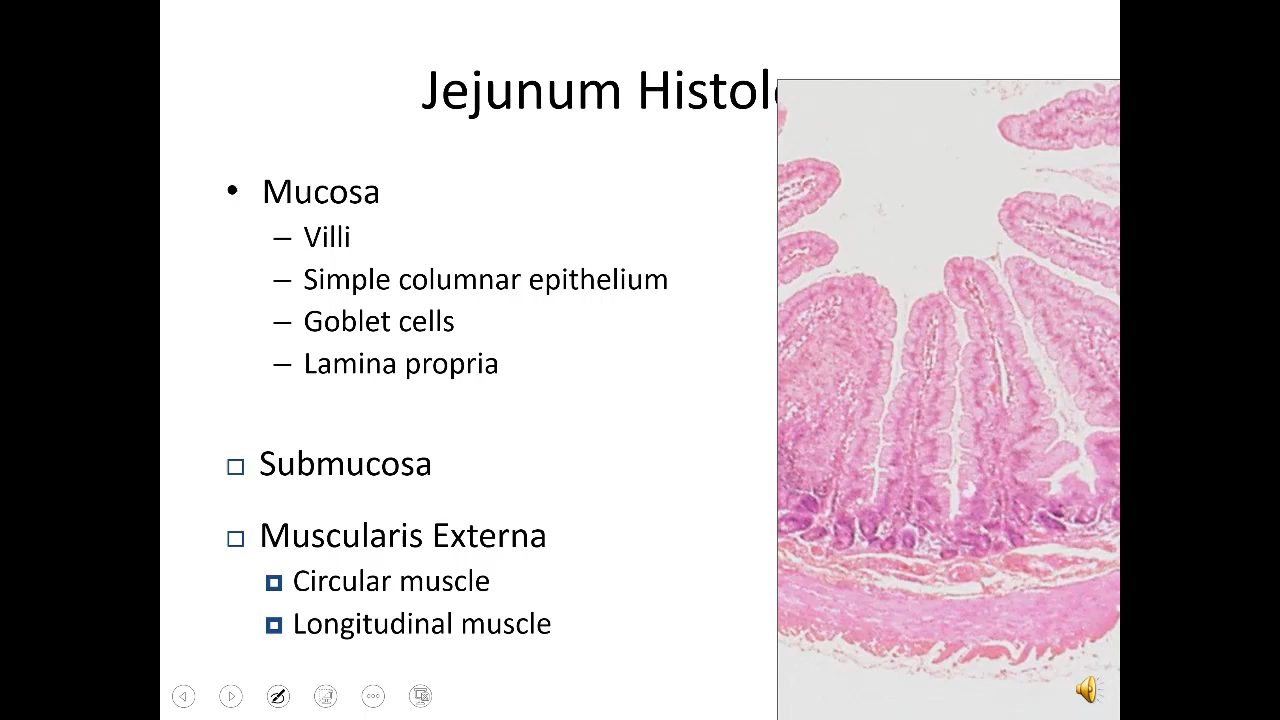 Jejunum Histol
• Mucosa
– Villi
– Simple columnar epithelium
– Goblet cells
– Lamina propria
Submucosa
Muscularis Externa
Circular muscle
Longitudinal muscle